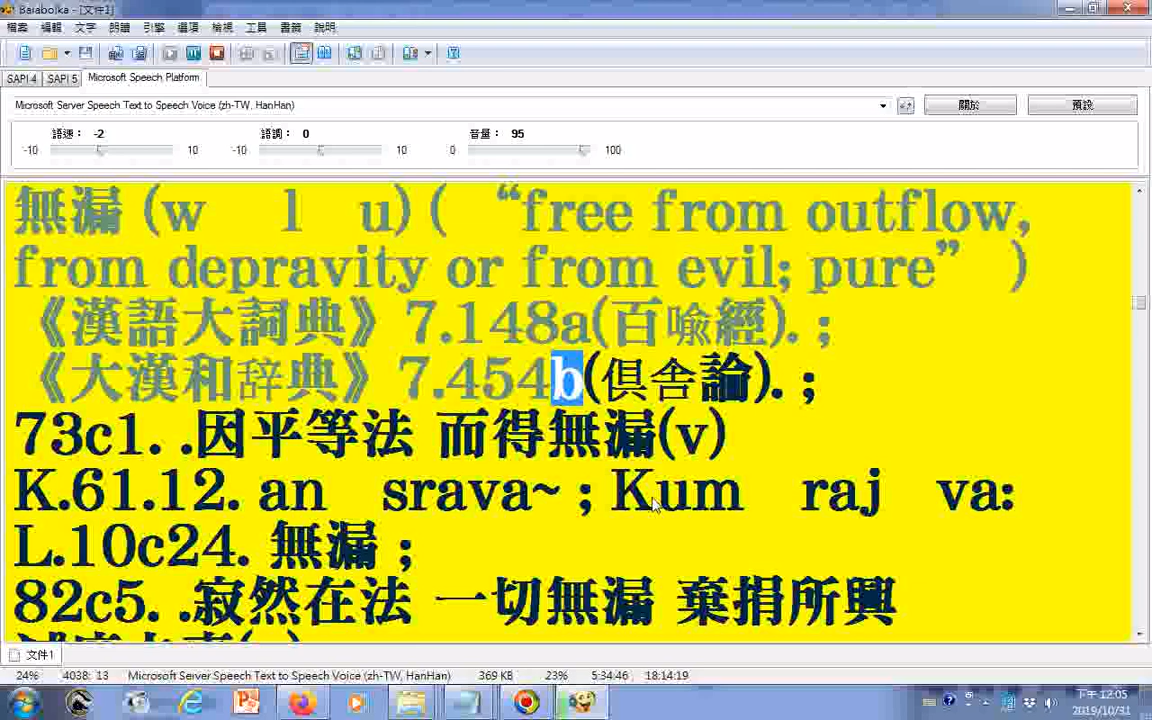 Balabolka - [文件1]
檔案 編輯 文字 朗讀 引擎 選項 檢視 工具 書籤 說明
SAPI 4 SAPI 5 Microsoft Speech Platform
Microsoft Server Speech Text to Speech Voice (zh-TW, HanHan) 關於 預設
語速： -2 語調： 0 音量： 95
-10 10 -10 10 0 100
無漏 (w l u) ( “free from outflow,
from depravity or from evil; pure” )
《漢語大詞典》 7.148a(百喩經). ;
《大漢和辞典》 7.454b(俱舎論). ;
73c1. .因平等法 而得無漏(v)
K.61.12. an srava~ ; Kum raj va:
L.10c24. 無漏 ;
82c5. .寂然在法 一切無漏 棄捐所興
文件1
24% 4038: 13 Microsoft Server Speech Text to Speech Voice (zh-TW, HanHan) 369 KB 23% 5:34:46 18:14:19
下午 12:05
2019/10/31